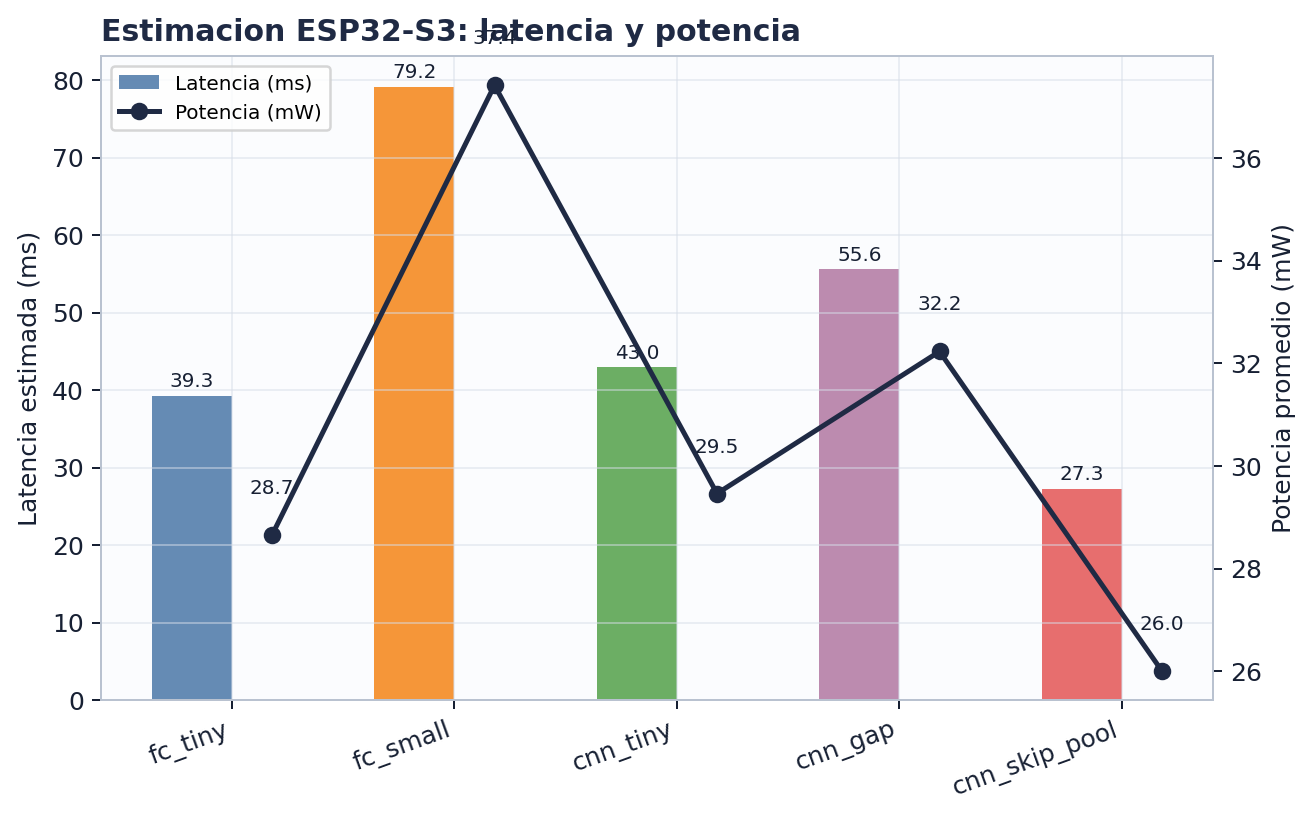 Estimacion ESP32-S3: latencia y potencia
37.4
Latencia (ms)
Potencia (mW)
79.2
39.3
28.7
43.0
29.5
55.6
32.2
27.3
26.0
80
70
60
50
40
30
20
10
0
Latencia estimada (ms)
36
34
32
30
28
26
Potencia promedio (mW)
fc_tiny
fc_small
cnn_tiny
cnn_gap
cnn_skip_pool